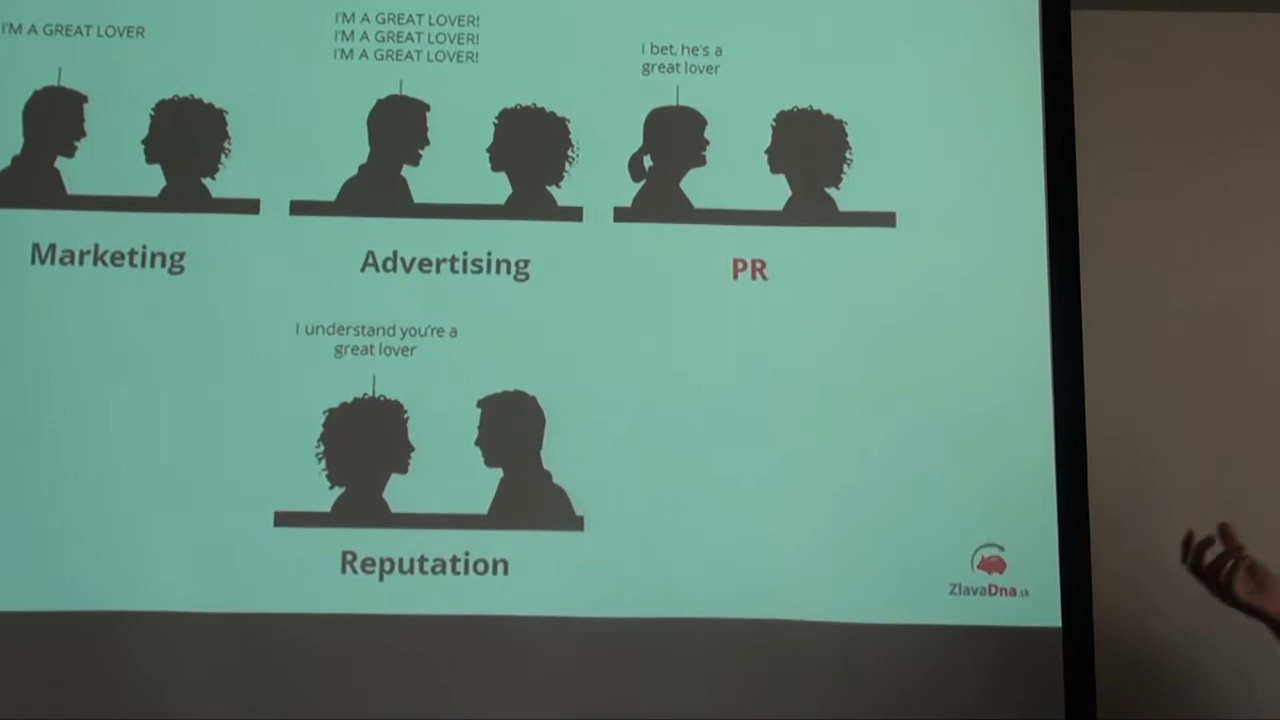 I'M A GREAT LOVER
I'M A GREAT LOVER!
I'M A GREAT LOVER!
I'M A GREAT LOVER!
I bet, he's a
great lover
Marketing
Advertising
PR
I understand you're a
great lover
Reputation
ZlavaDna.sk